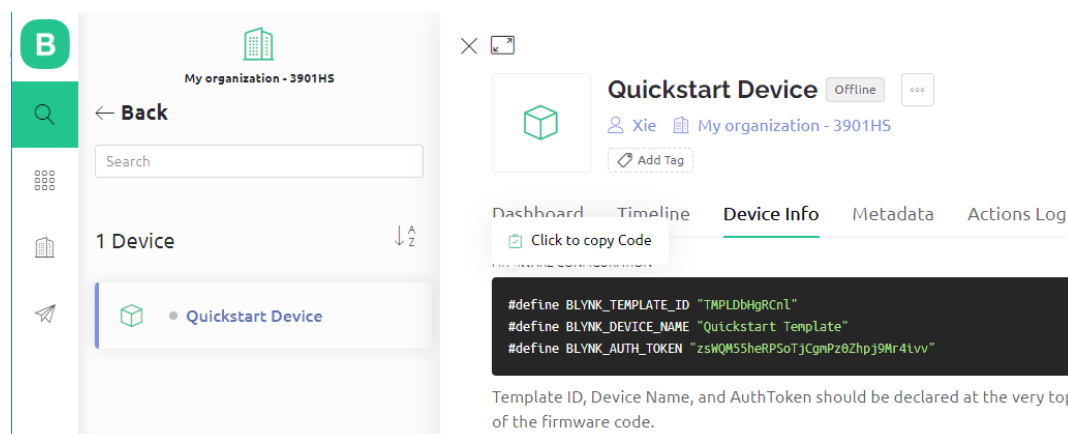 B
My organization - 3901HS
← Back
Search
1 Device
A
Z
Quickstart Device
Quickstart Device Offline
Xie My organization - 3901HS
Add Tag
Dashboard Timeline Device Info Metadata Actions Log
Click to copy Code
#define BLYNK_TEMPLATE_ID "TMPLDbHgRCnl"
#define BLYNK_DEVICE_NAME "Quickstart Template"
#define BLYNK_AUTH_TOKEN "zsWQM55heRPSoTjCgmPz0Zhpj9Mr4ivv"
Template ID, Device Name, and AuthToken should be declared at the very top
of the firmware code.